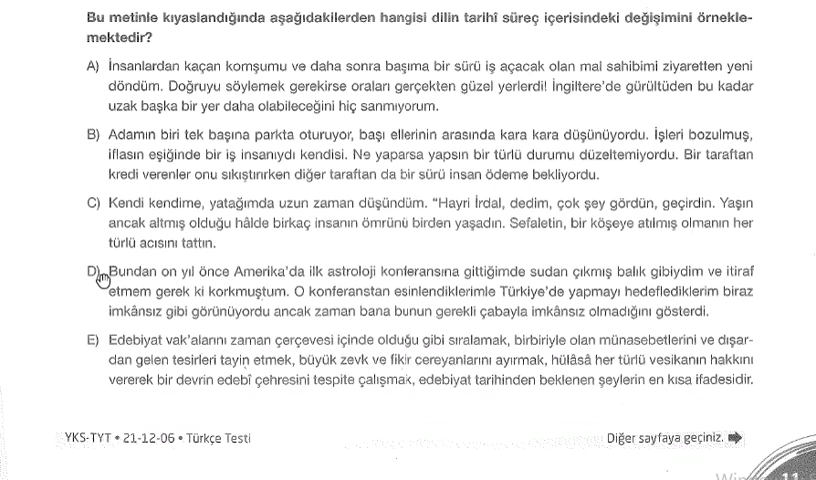 Bu metinle kıyaslandığında aşağıdakilerden hangisi dilin tarihî süreç içerisindeki değişimini örnekle-
mektedir?
A) İnsanlardan kaçan komşumu ve daha sonra başıma bir sürü iş açacak olan mal sahibimi ziyaretten yeni
döndüm. Doğruyu söylemek gerekirse oraları gerçekten güzel yerlerdi! İngiltere'de gürültüden bu kadar
uzak başka bir yer daha olabileceğini hiç sanmıyorum.
B) Adamın biri tek başına parkta oturuyor, başı ellerinin arasında kara kara düşünüyordu. İşleri bozulmuş,
iflasın eşiğinde bir iş insanıydı kendisi. Ne yaparsa yapsın bir türlü durumu düzeltemiyordu. Bir taraftan
kredi verenler onu sıkıştırırken diğer taraftan da bir sürü insan ödeme bekliyordu.
C) Kendi kendime, yatağımda uzun zaman düşündüm. "Hayri İrdal, dedim, çok şey gördün, geçirdin. Yaşın
ancak altmış olduğu hâlde birkaç insanın ömrünü birden yaşadın. Sefaletin, bir köşeye atılmış olmanın her
türlü acısını tattın.
D) Bundan on yıl önce Amerika'da ilk astroloji konferansına gittiğimde sudan çıkmış balık gibiydim ve itiraf
etmem gerek ki korkmuştum. O konferanstan esinlendiklerimle Türkiye'de yapmayı hedeflediklerim biraz
imkânsız gibi görünüyordu ancak zaman bana bunun gerekli çabayla imkânsız olmadığını gösterdi.
E) Edebiyat vak'alarını zaman çerçevesi içinde olduğu gibi sıralamak, birbiriyle olan münasebetlerini ve dışar-
dan gelen tesirleri tayin etmek, büyük zevk ve fikir cereyanlarını ayırmak, hülâsâ her türlü vesikanın hakkını
vererek bir devrin edebî çehresini tespite çalışmak, edebiyat tarihinden beklenen şeylerin en kısa ifadesidir.
YKS-TYT • 21-12-06 • Türkçe Testi
Diğer sayfaya geçiniz.
11